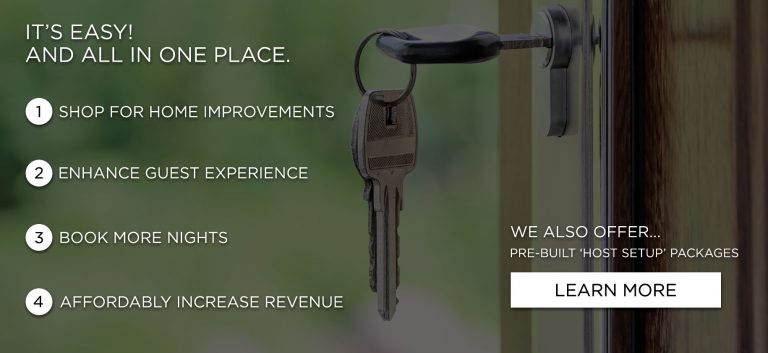 IT'S EASY!
AND ALL IN ONE PLACE.
1 SHOP FOR HOME IMPROVEMENTS
2 ENHANCE GUEST EXPERIENCE
3 BOOK MORE NIGHTS
4 AFFORDABLY INCREASE REVENUE
WE ALSO OFFER...
PRE-BUILT 'HOST SETUP' PACKAGES
LEARN MORE